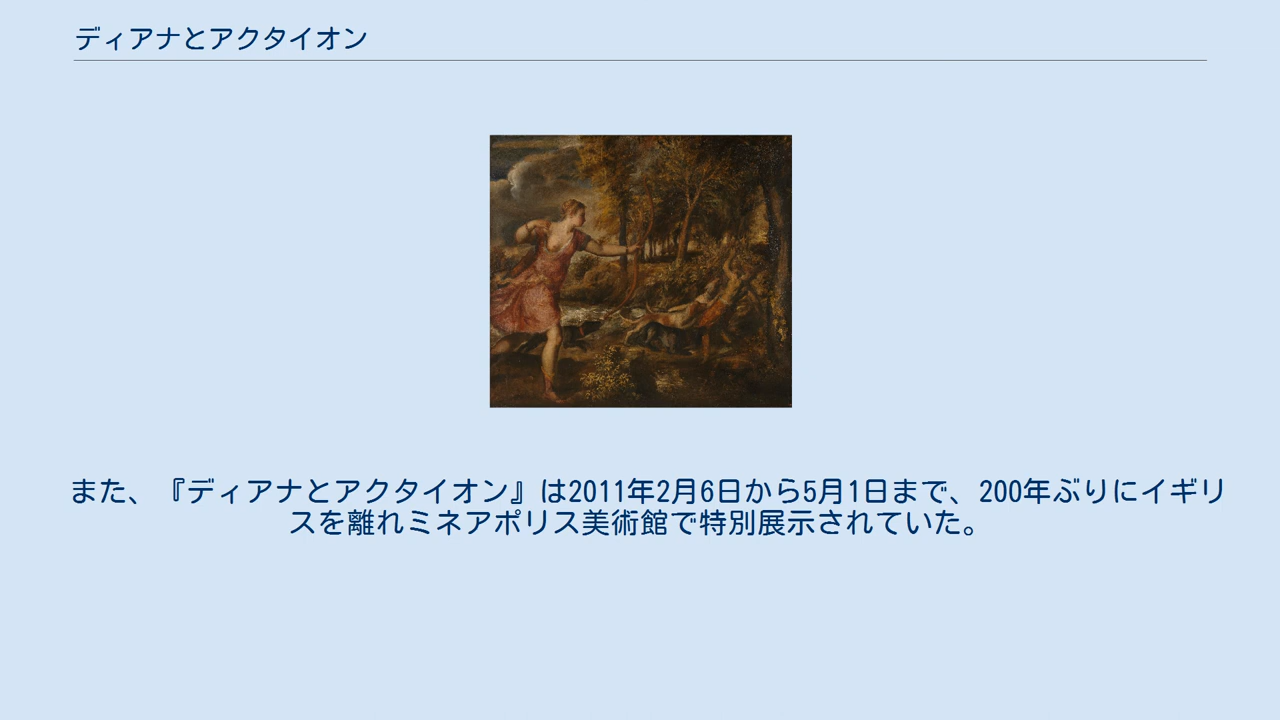 ディアナとアクタイオン
また、『ディアナとアクタイオン』は2011年2月6日から5月1日まで、200年ぶりにイギリ
スを離れミネアポリス美術館で特別展示されていた。